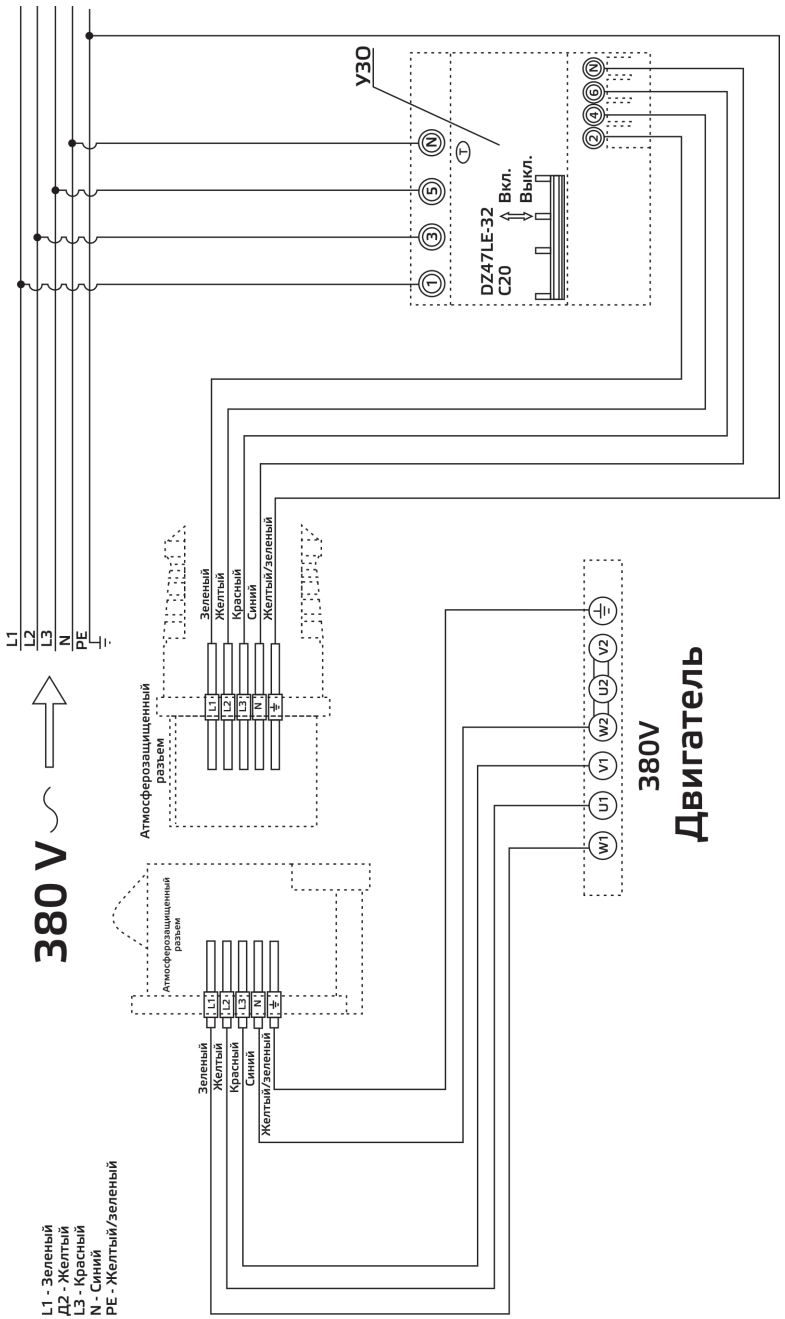 L1 - Зеленый
Д2 - Желтый
L3 - Красный
N - Синий
PE - Желтый/зеленый
380 V
L1
L2
L3
N
PE
Атмосферозащищенный
разъем
L1
L2
L3
N
Зеленый
Желтый
Красный
Синий
Желтый/зеленый
Атмосферозащищенный
разъем
L1
L2
L3
N
Зеленый
Желтый
Красный
Синий
Желтый/зеленый
УЗО
1
3
5
N
T
DZ47LE-32
C20
Вкл.
Выкл.
2
4
6
N
W1
U1
V1
W2
U2
V2
380V
Двигатель